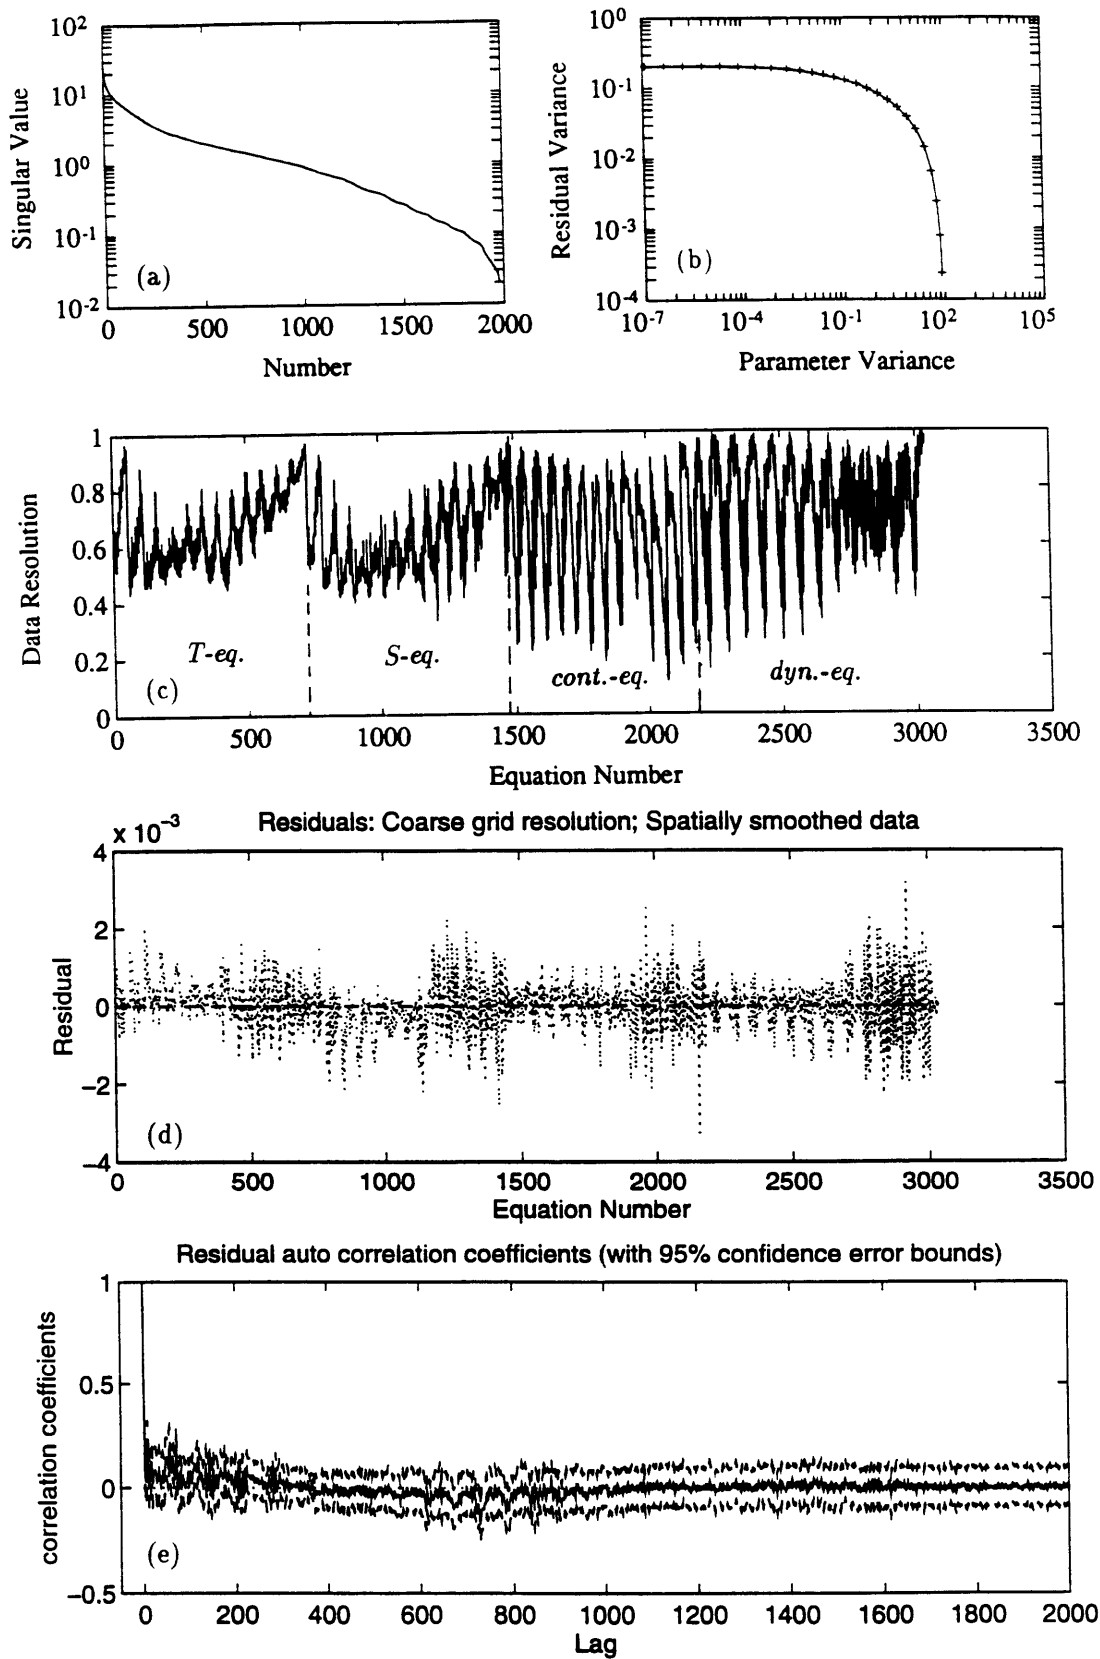 10^2
10^1
10^0
10^-1
10^-2
Singular Value
(a)
0 500 1000 1500 2000
Number
10^0
10^-1
10^-2
10^-3
10^-4
Residual Variance
(b)
10^-7 10^-4 10^-1 10^2 10^5
Parameter Variance
1
0.8
0.6
0.4
0.2
0
Data Resolution
T-eq. S-eq. cont.-eq. dyn.-eq.
(c)
0 500 1000 1500 2000 2500 3000 3500
Equation Number
x 10^-3 Residuals: Coarse grid resolution; Spatially smoothed data
4
2
0
-2
-4
Residual
(d)
0 500 1000 1500 2000 2500 3000 3500
Equation Number
Residual auto correlation coefficients (with 95% confidence error bounds)
1
0.5
0
-0.5
correlation coefficients
(e)
0 200 400 600 800 1000 1200 1400 1600 1800 2000
Lag